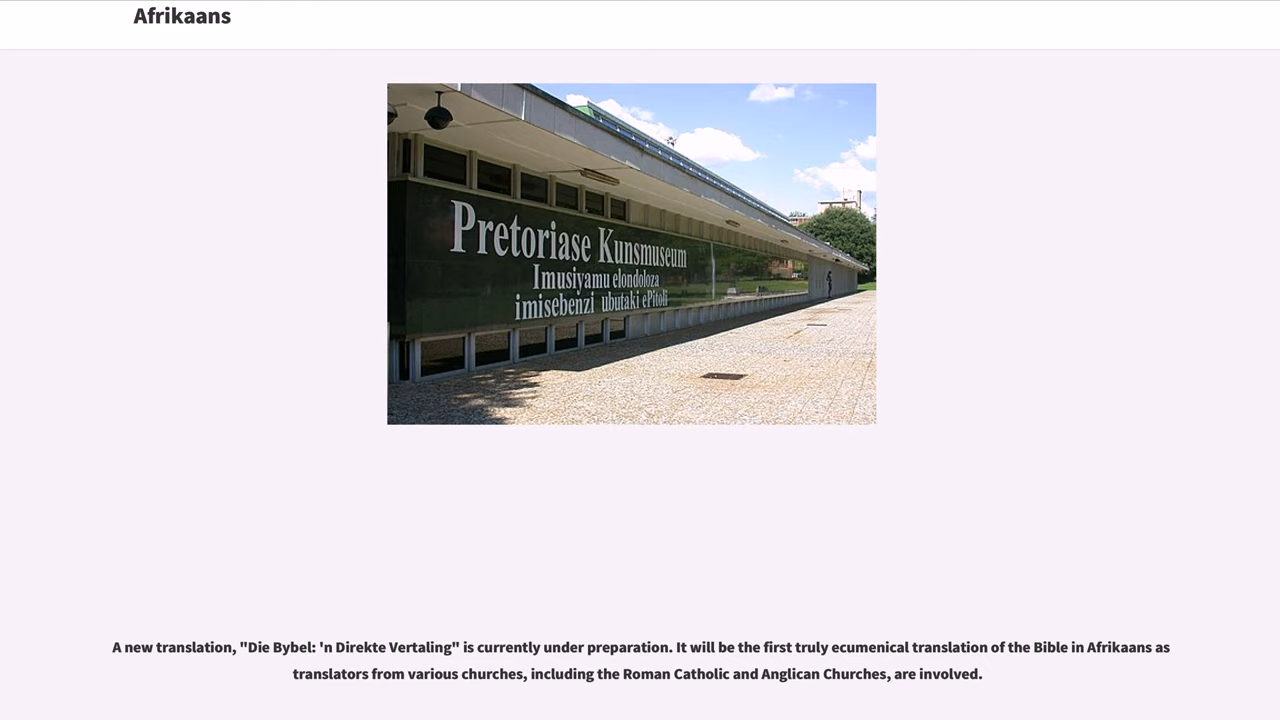 Afrikaans
Pretoriase Kunsmuseum
Imusiyamu elondoloza
imisebenzi ubutaki ePitoli
A new translation, "Die Bybel: 'n Direkte Vertaling" is currently under preparation. It will be the first truly ecumenical translation of the Bible in Afrikaans as
translators from various churches, including the Roman Catholic and Anglican Churches, are involved.